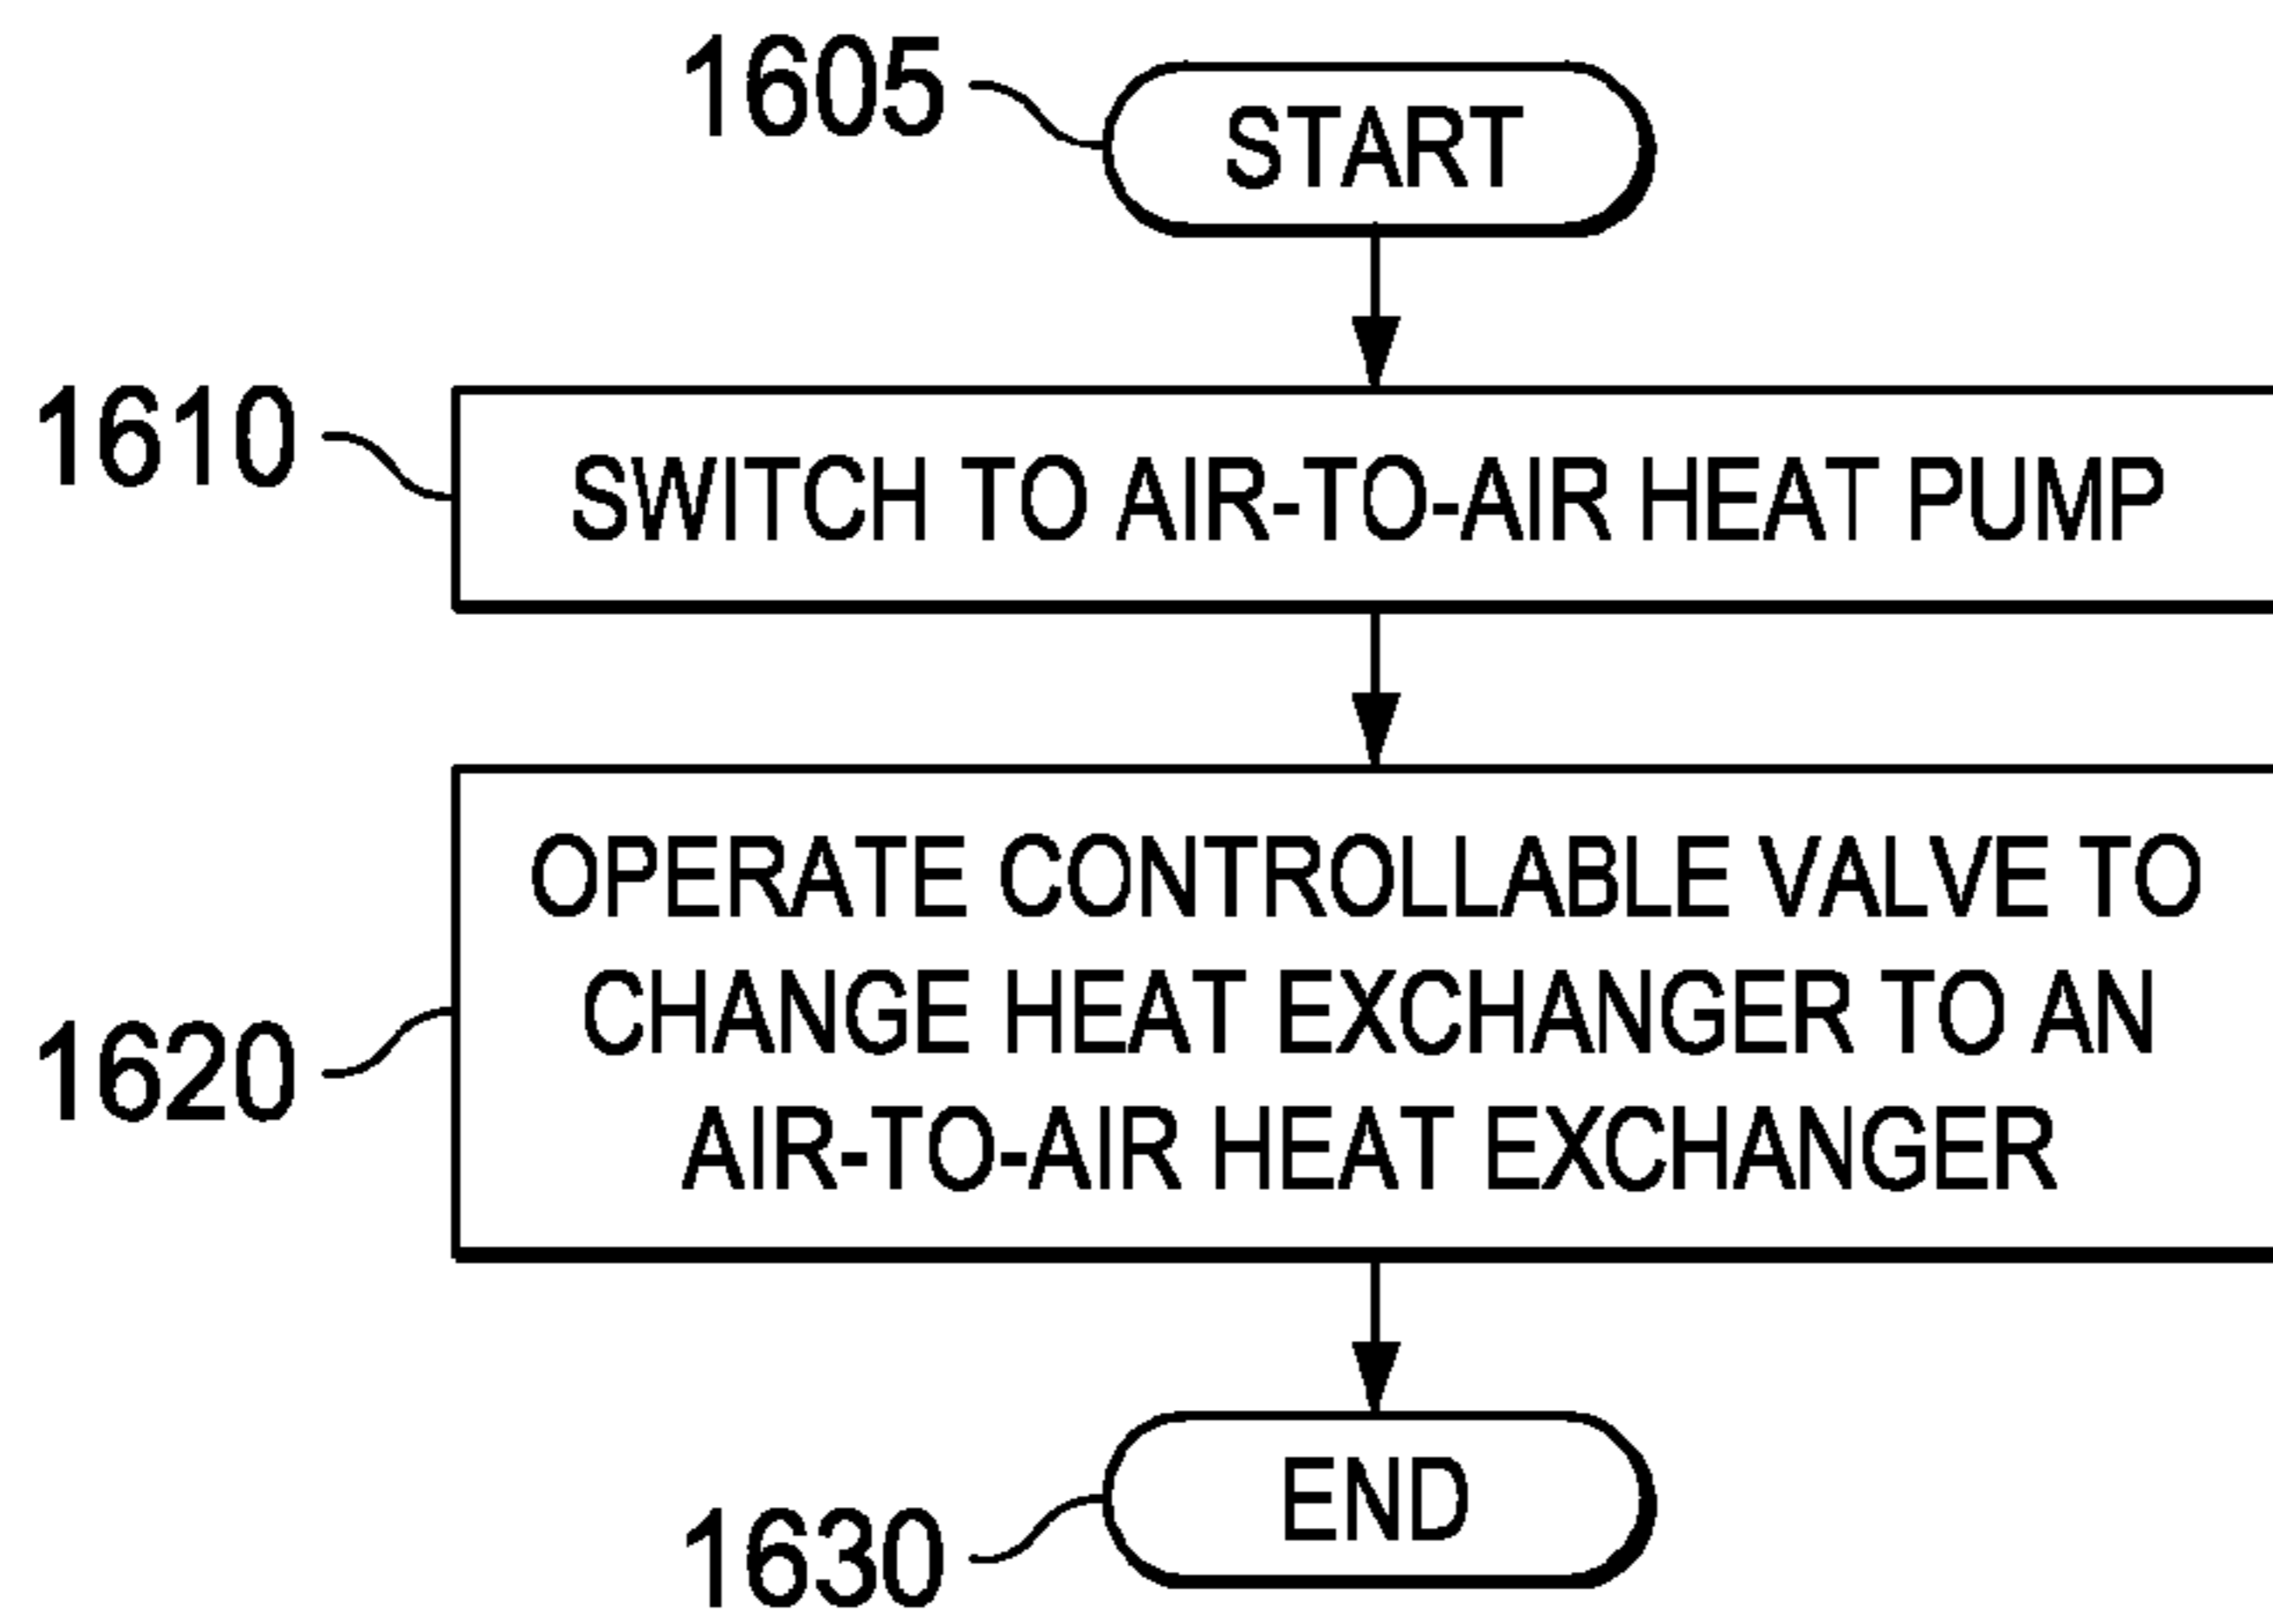 1605
START
1610
SWITCH TO AIR-TO-AIR HEAT PUMP
OPERATE CONTROLLABLE VALVE TO
CHANGE HEAT EXCHANGER TO AN
AIR-TO-AIR HEAT EXCHANGER
1620
END
1630